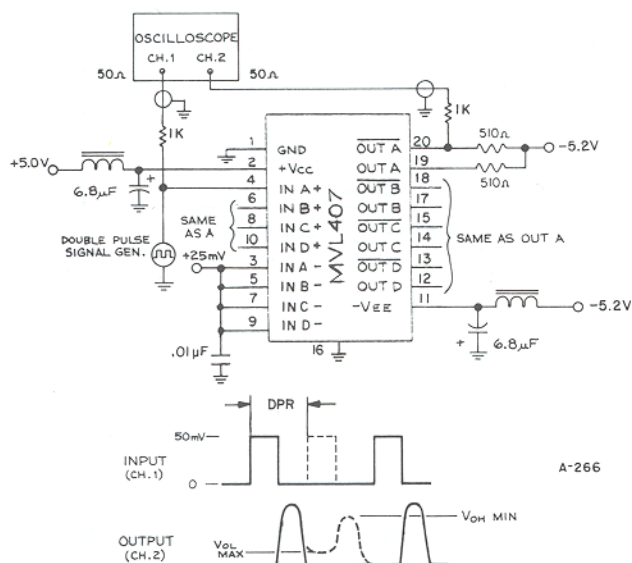 OSCILLOSCOPE
CH.1 CH.2
50Ω 50Ω
1K 1K
+5.0V
6.8µF +
DOUBLE PULSE
SIGNAL GEN.
SAME
AS A
+25mV
.01µF
MVL407
1 GND
2 +VCC
4 IN A+
6 IN B+
8 IN C+
10 IN D+
3 IN A-
5 IN B-
7 IN C-
9 IN D-
16
OUT A 20
OUT A 19
OUT B 18
OUT B 17
OUT C 15
OUT C 14
OUT D 13
OUT D 12
-VEE 11
510Ω
510Ω
-5.2V
SAME AS OUT A
-5.2V
+ 6.8µF
DPR
50mV
INPUT
(CH.1)
0
A-266
OUTPUT
(CH.2)
VOL
MAX
VOH MIN